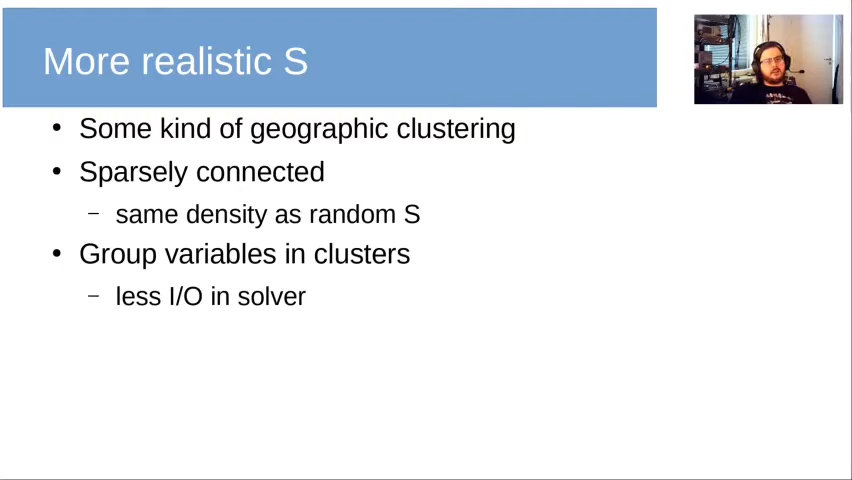 More realistic S
• Some kind of geographic clustering
• Sparsely connected
– same density as random S
• Group variables in clusters
– less I/O in solver